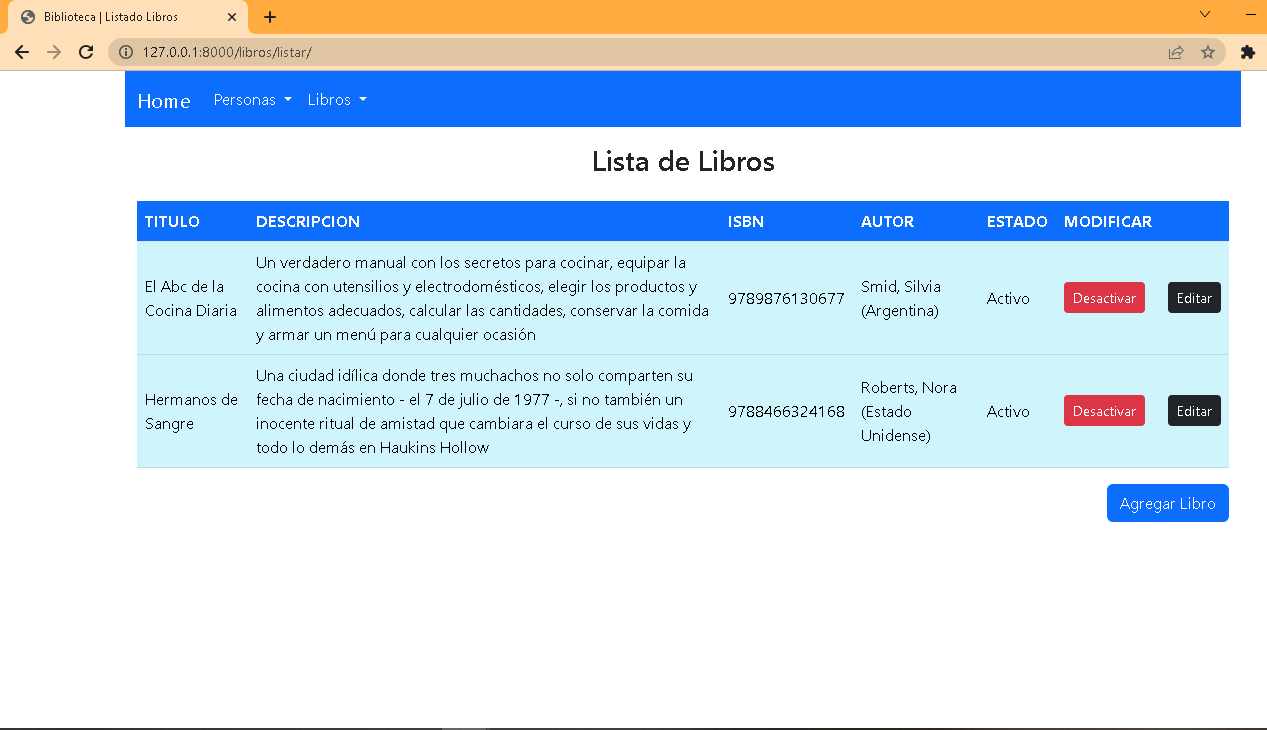 Biblioteca | Listado Libros
127.0.0.1:8000/libros/listar/
Home Personas Libros
Lista de Libros
TITULO DESCRIPCION ISBN AUTOR ESTADO MODIFICAR
El Abc de la
Cocina Diaria
Un verdadero manual con los secretos para cocinar, equipar la
cocina con utensilios y electrodomésticos, elegir los productos y
alimentos adecuados, calcular las cantidades, conservar la comida
y armar un menú para cualquier ocasión
9789876130677
Smid, Silvia
(Argentina)
Activo
Desactivar
Editar
Hermanos de
Sangre
Una ciudad idílica donde tres muchachos no solo comparten su
fecha de nacimiento - el 7 de julio de 1977 -, si no también un
inocente ritual de amistad que cambiara el curso de sus vidas y
todo lo demás en Haukins Hollow
9788466324168
Roberts, Nora
(Estado
Unidense)
Activo
Desactivar
Editar
Agregar Libro